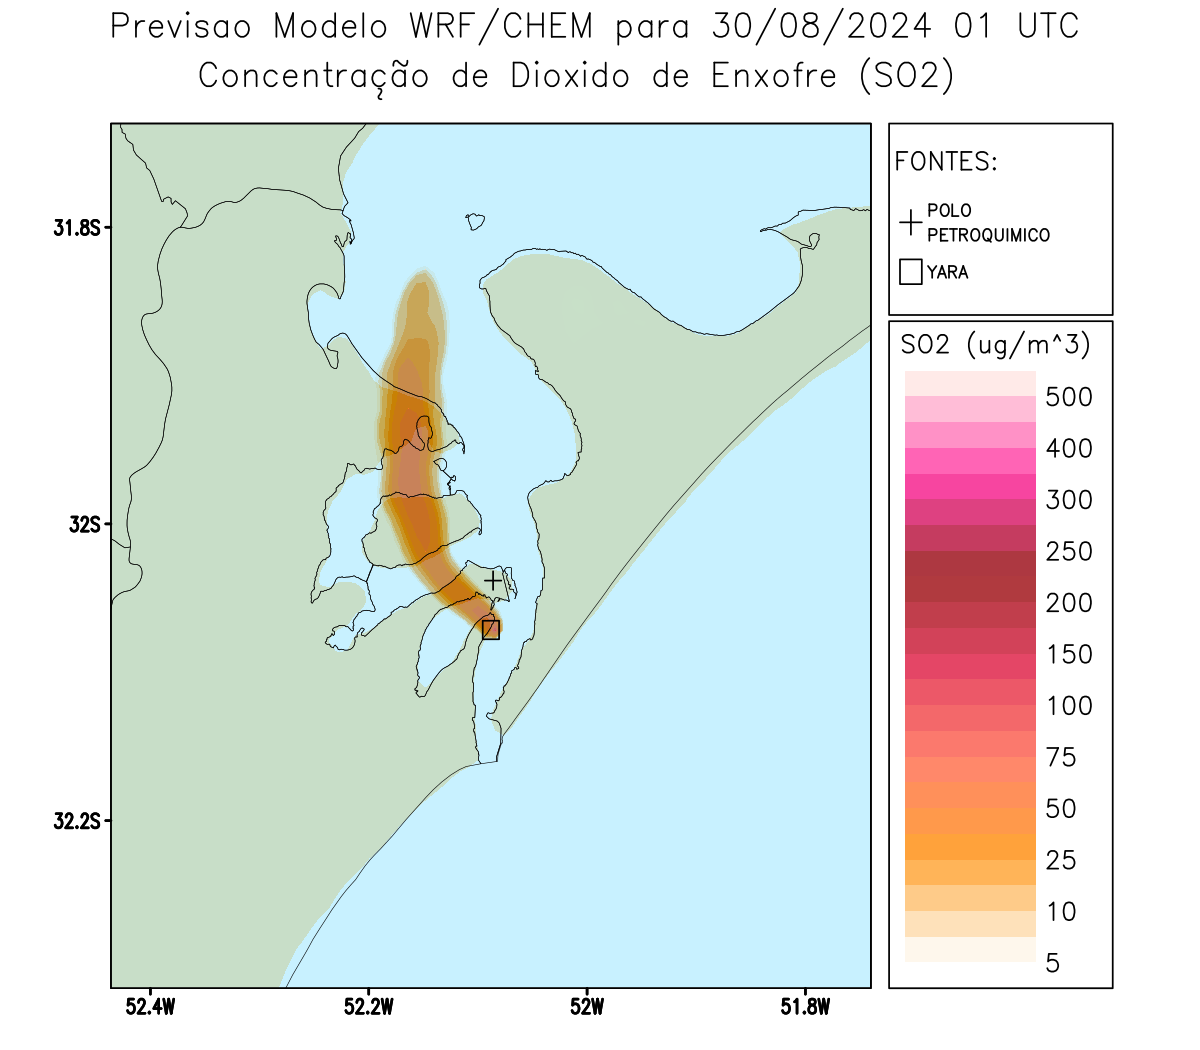 Previsao Modelo WRF/CHEM para 30/08/2024 01 UTC
Concentração de Dioxido de Enxofre (SO2)
FONTES:
POLO
PETROQUIMICO
YARA
31.8S
32S
32.2S
52.4W
52.2W
52W
51.8W
SO2 (ug/m^3)
500
400
300
250
200
150
100
75
50
25
10
5